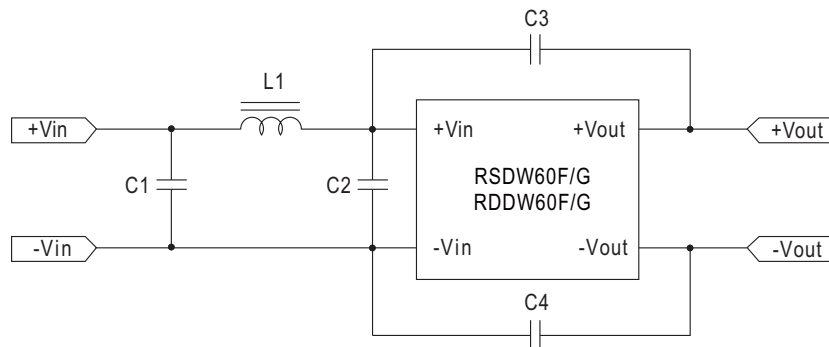 C3
L1
+Vin
+Vin
+Vout
+Vout
C1
C2
RSDW60F/G
RDDW60F/G
-Vin
-Vin
-Vout
-Vout
C4